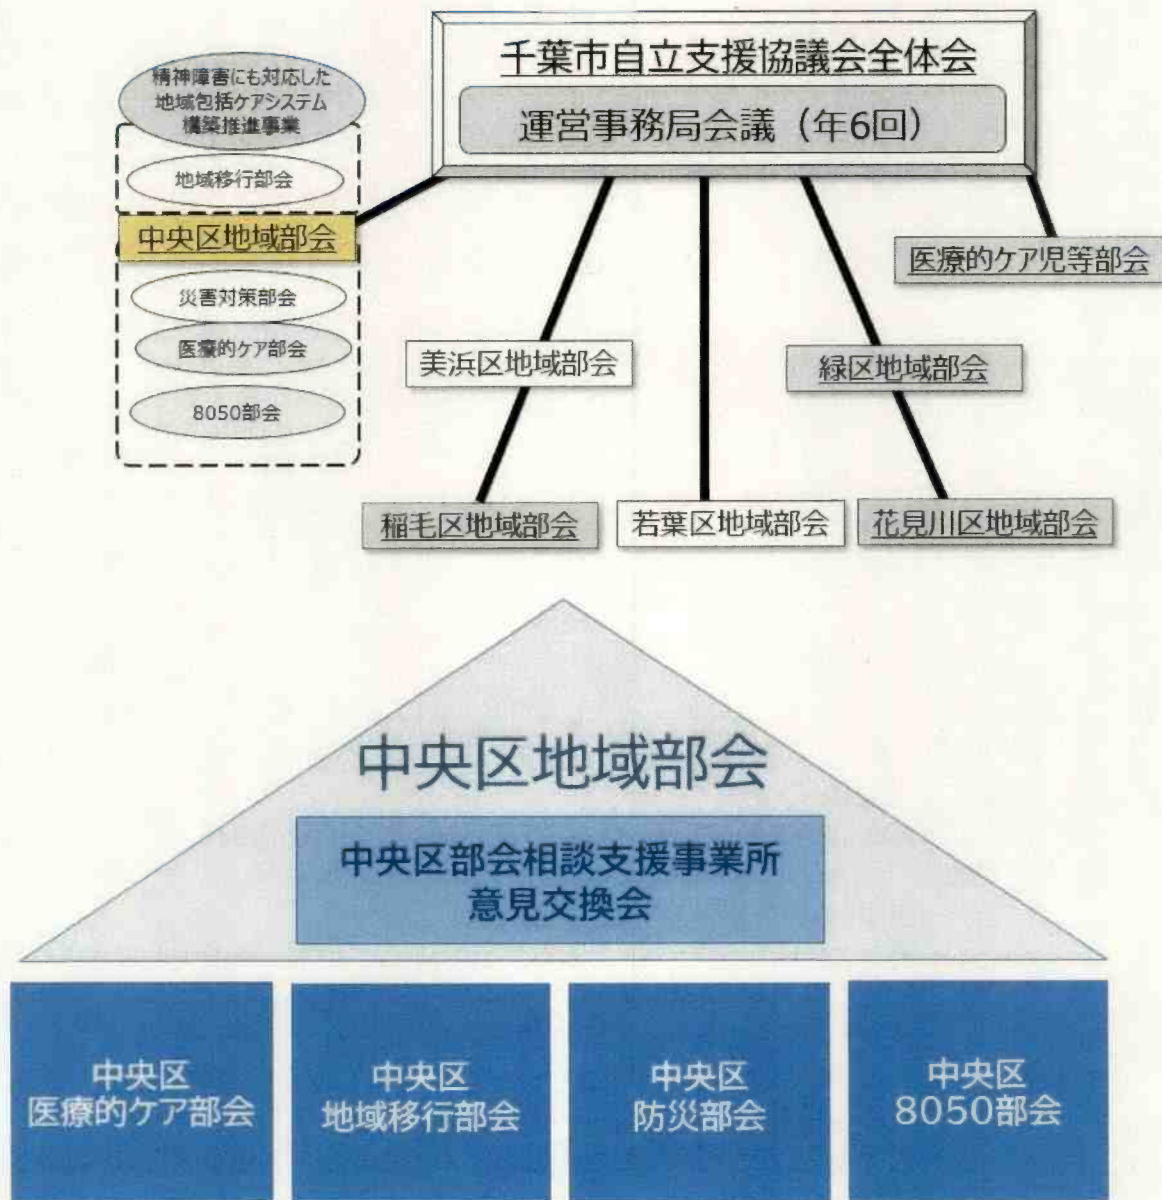 千葉市自立支援協議会全体会
運営事務局会議（年6回）
精神障害にも対応した
地域包括ケアシステム
構築推進事業
地域移行部会
中央区地域部会
災害対策部会
医療的ケア部会
8050部会
医療的ケア児等部会
美浜区地域部会
緑区地域部会
稲毛区地域部会
若葉区地域部会
花見川区地域部会
中央区地域部会
中央区部会相談支援事業所
意見交換会
中央区
医療的ケア部会
中央区
地域移行部会
中央区
防災部会
中央区
8050部会